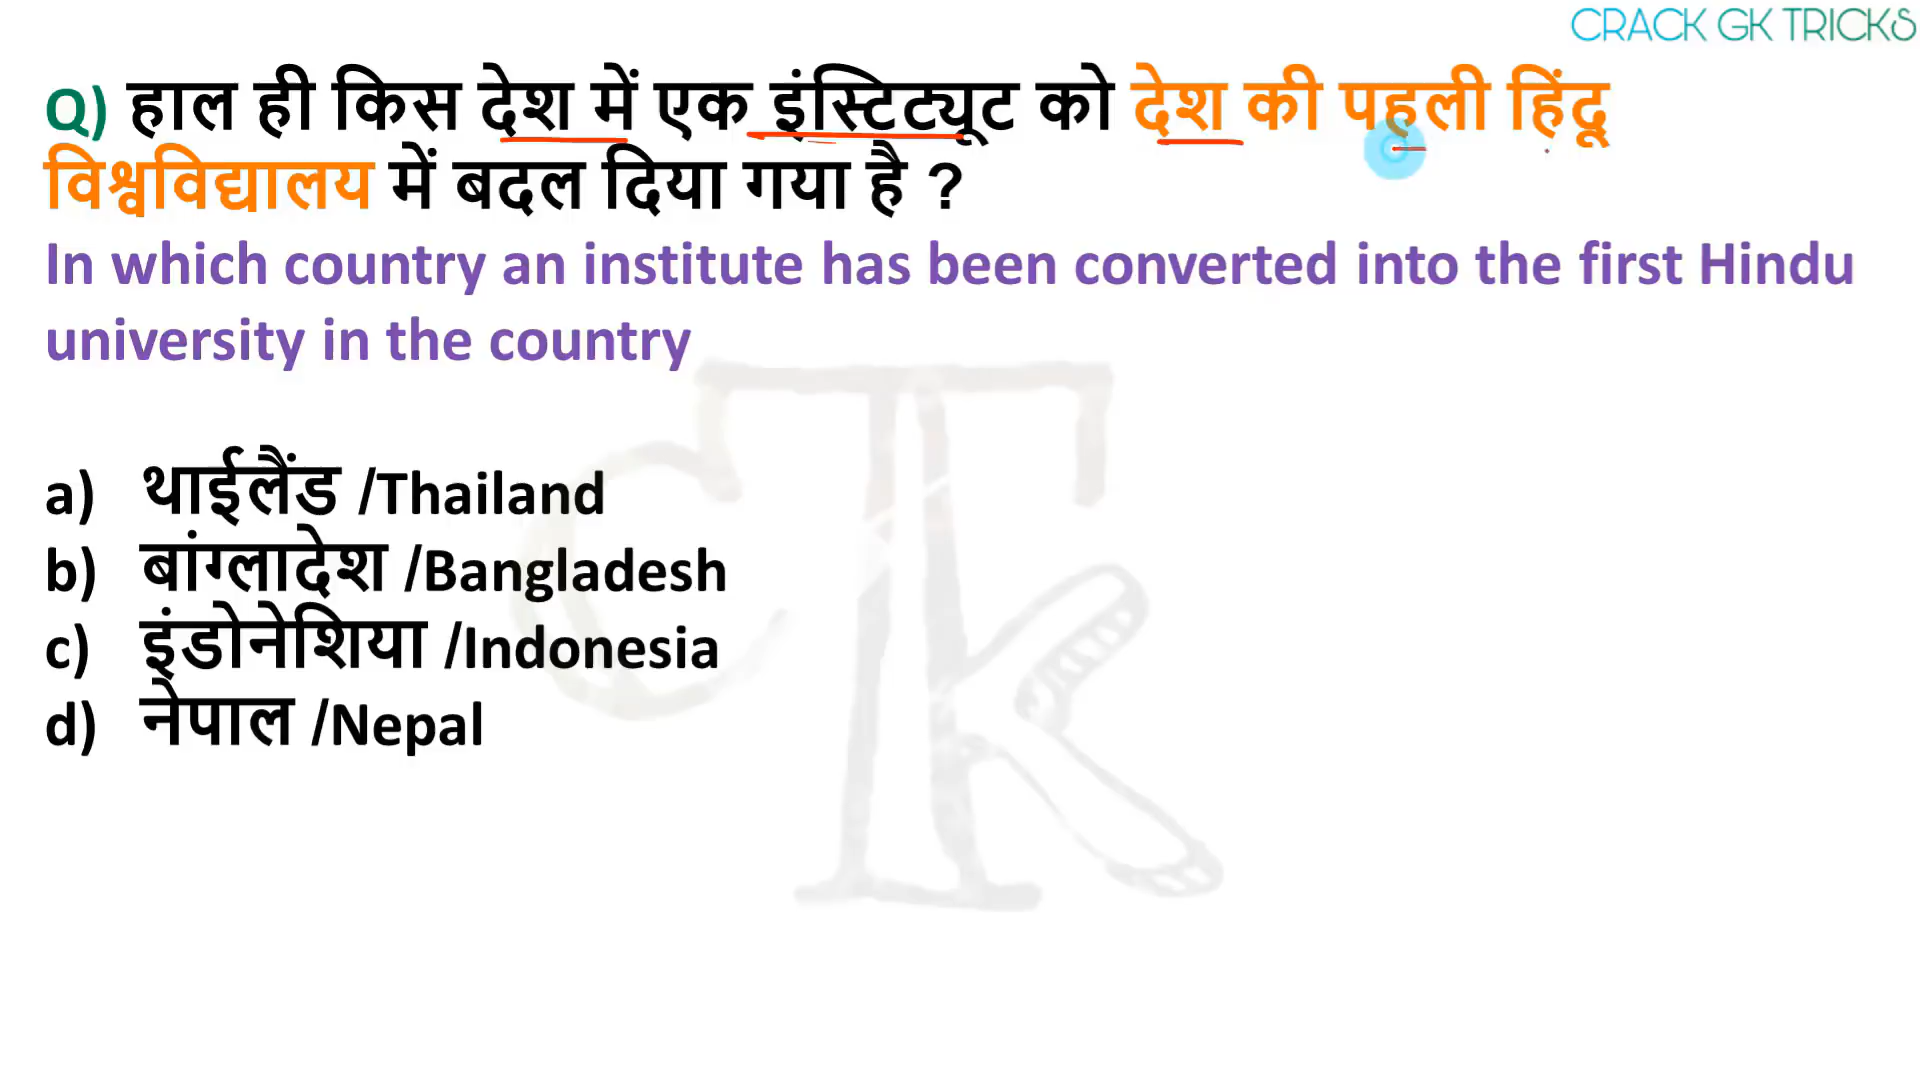 CRACK GK TRICKS
Q) हाल ही किस देश में एक इंस्टिट्यूट को देश की पहली हिंदू
विश्वविद्यालय में बदल दिया गया है ?
In which country an institute has been converted into the first Hindu
university in the country
a) थाईलैंड /Thailand
b) बांग्लादेश /Bangladesh
c) इंडोनेशिया /Indonesia
d) नेपाल /Nepal